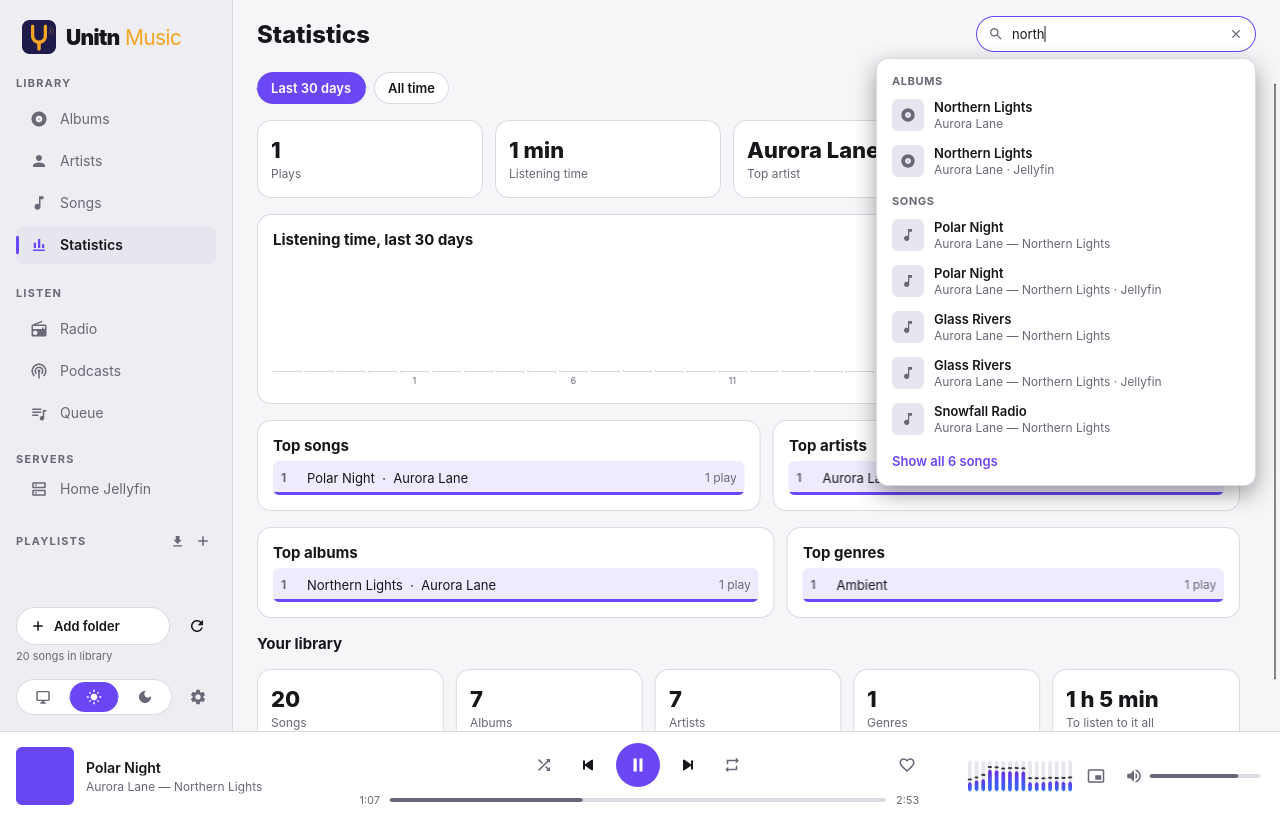 Unitn Music
LIBRARY
Albums
Artists
Songs
Statistics
LISTEN
Radio
Podcasts
Queue
SERVERS
Home Jellyfin
PLAYLISTS
Add folder
20 songs in library
Statistics
north
Last 30 days
All time
1
Plays
1 min
Listening time
Aurora Lane
Top artist
Listening time, last 30 days
1
6
11
Top songs
1 Polar Night · Aurora Lane 1 play
Top artists
1 Aurora La
Top albums
1 Northern Lights · Aurora Lane 1 play
Top genres
1 Ambient 1 play
Your library
20
Songs
7
Albums
7
Artists
1
Genres
1 h 5 min
To listen to it all
ALBUMS
Northern Lights
Aurora Lane
Northern Lights
Aurora Lane · Jellyfin
SONGS
Polar Night
Aurora Lane — Northern Lights
Polar Night
Aurora Lane — Northern Lights · Jellyfin
Glass Rivers
Aurora Lane — Northern Lights
Glass Rivers
Aurora Lane — Northern Lights · Jellyfin
Snowfall Radio
Aurora Lane — Northern Lights
Show all 6 songs
Polar Night
Aurora Lane — Northern Lights
1:07
2:53